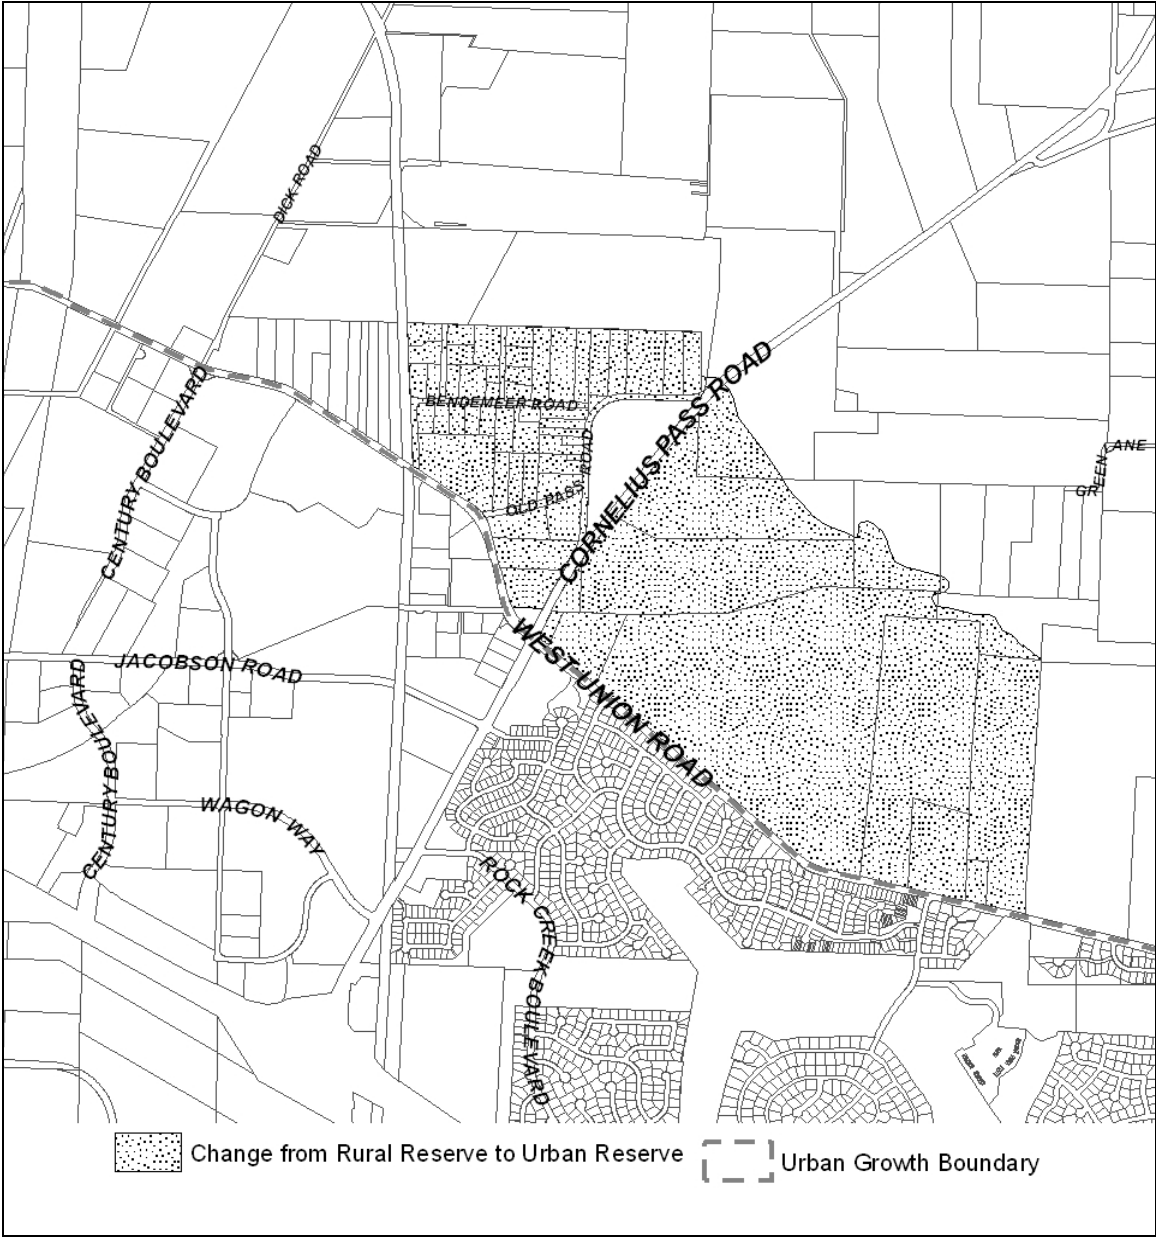 DICK ROAD
CORNELIUS PASS ROAD
CENTURY BOULEVARD
BENDEMEER ROAD
OLD PASS ROAD
GREEN LANE
WEST UNION ROAD
JACOBSON ROAD
CENTURY BOULEVARD
WAGON WAY
ROCK CREEK BOULEVARD
Change from Rural Reserve to Urban Reserve
Urban Growth Boundary